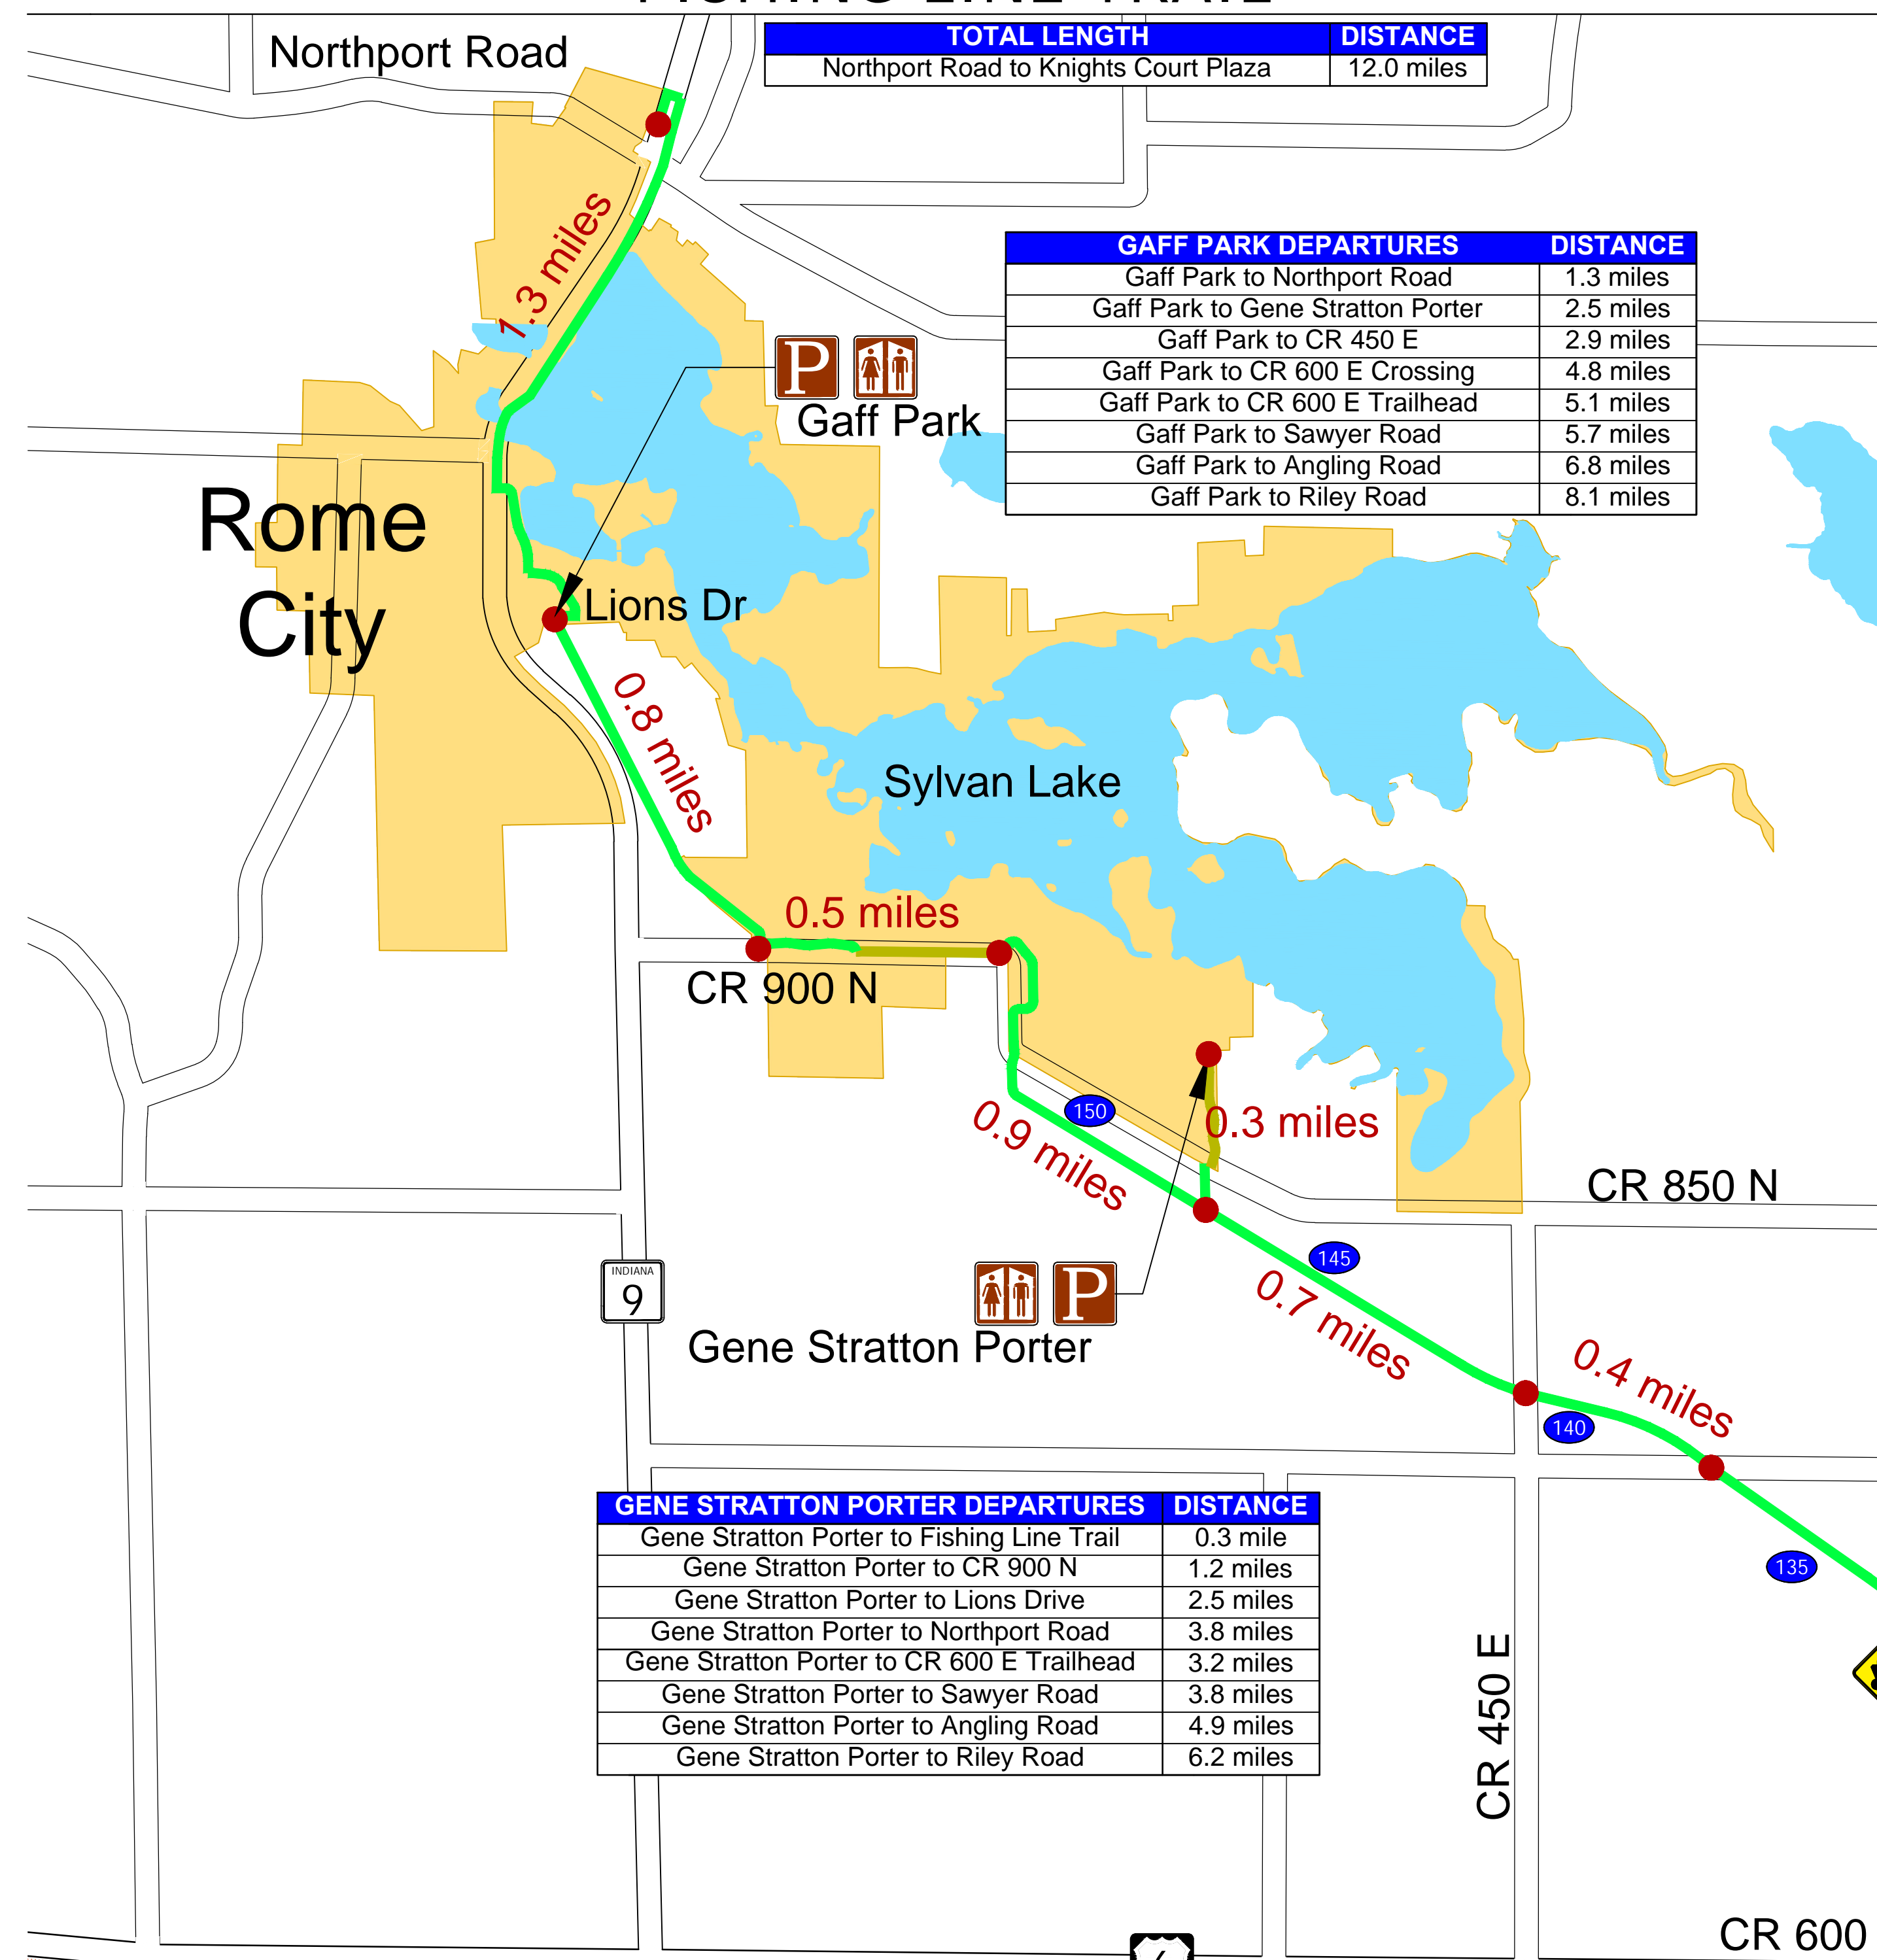 Northport Road
TOTAL LENGTH DISTANCE
Northport Road to Knights Court Plaza 12.0 miles
1.3 miles
GAFF PARK DEPARTURES DISTANCE
Gaff Park to Northport Road 1.3 miles
Gaff Park to Gene Stratton Porter 2.5 miles
Gaff Park to CR 450 E 2.9 miles
Gaff Park to CR 600 E Crossing 4.8 miles
Gaff Park to CR 600 E Trailhead 5.1 miles
Gaff Park to Sawyer Road 5.7 miles
Gaff Park to Angling Road 6.8 miles
Gaff Park to Riley Road 8.1 miles
P
Gaff Park
Rome
City
Lions Dr
0.8 miles
Sylvan Lake
0.5 miles
CR 900 N
150
0.9 miles
0.3 miles
CR 850 N
145
INDIANA
9
P
0.7 miles
Gene Stratton Porter
0.4 miles
140
GENE STRATTON PORTER DEPARTURES DISTANCE
Gene Stratton Porter to Fishing Line Trail 0.3 mile
Gene Stratton Porter to CR 900 N 1.2 miles
Gene Stratton Porter to Lions Drive 2.5 miles
Gene Stratton Porter to Northport Road 3.8 miles
Gene Stratton Porter to CR 600 E Trailhead 3.2 miles
Gene Stratton Porter to Sawyer Road 3.8 miles
Gene Stratton Porter to Angling Road 4.9 miles
Gene Stratton Porter to Riley Road 6.2 miles
135
CR 450 E
CR 600